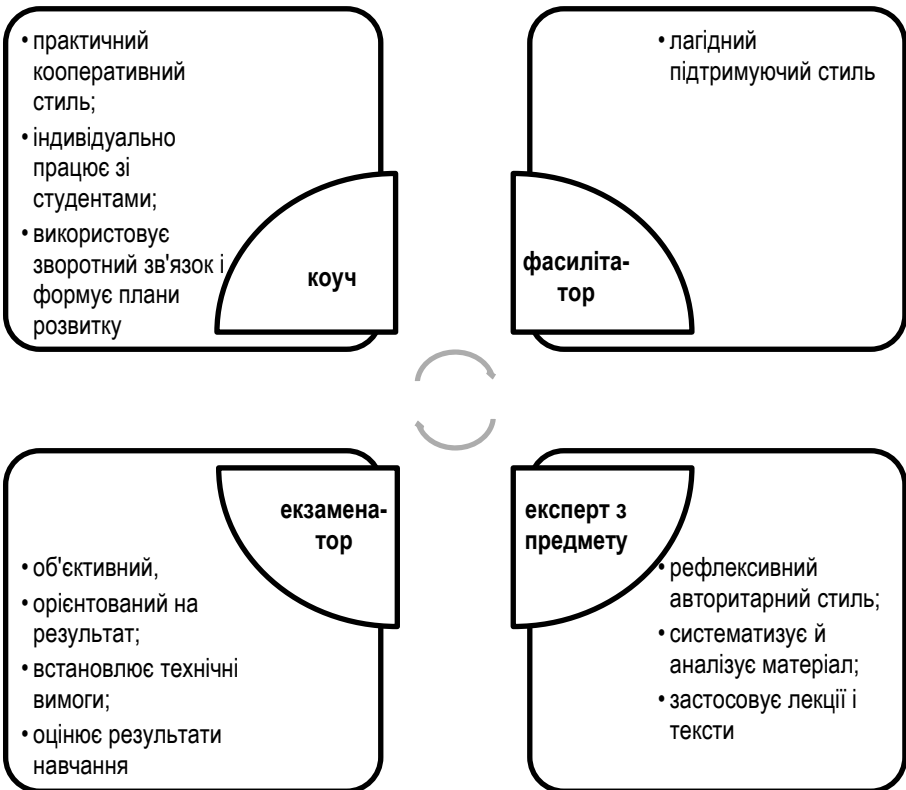 • практичний
кооперативний
стиль;
• індивідуально
працює зі
студентами;
• використовує
зворотний зв'язок і
формує плани
розвитку
коуч
• лагідний
підтримуючий стиль
фасиліта-
тор
екзамена-
тор
• об'єктивний,
• орієнтований на
результат;
• встановлює технічні
вимоги;
• оцінює результати
навчання
експерт з
предмету
• рефлексивний
авторитарний стиль;
• систематизує й
аналізує матеріал;
• застосовує лекції і
тексти